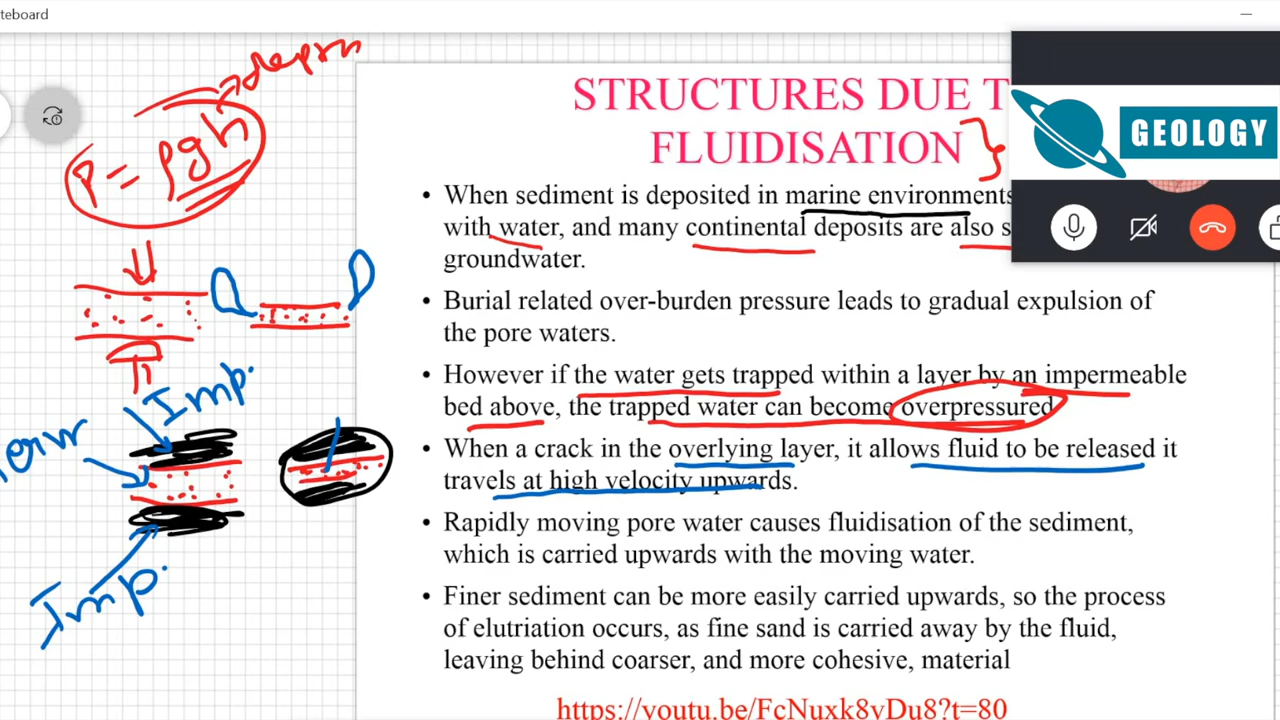 teboard
STRUCTURES DUE T
FLUIDISATION
GEOLOGY
• When sediment is deposited in marine environments
with water, and many continental deposits are also s
groundwater.
• Burial related over-burden pressure leads to gradual expulsion of
the pore waters.
• However if the water gets trapped within a layer by an impermeable
bed above, the trapped water can become overpressured
• When a crack in the overlying layer, it allows fluid to be released it
travels at high velocity upwards.
• Rapidly moving pore water causes fluidisation of the sediment,
which is carried upwards with the moving water.
• Finer sediment can be more easily carried upwards, so the process
of elutriation occurs, as fine sand is carried away by the fluid,
leaving behind coarser, and more cohesive, material
https://youtu.be/FcNuxk8vDu8?t=80
P = ρgh
Imp.
Imp.